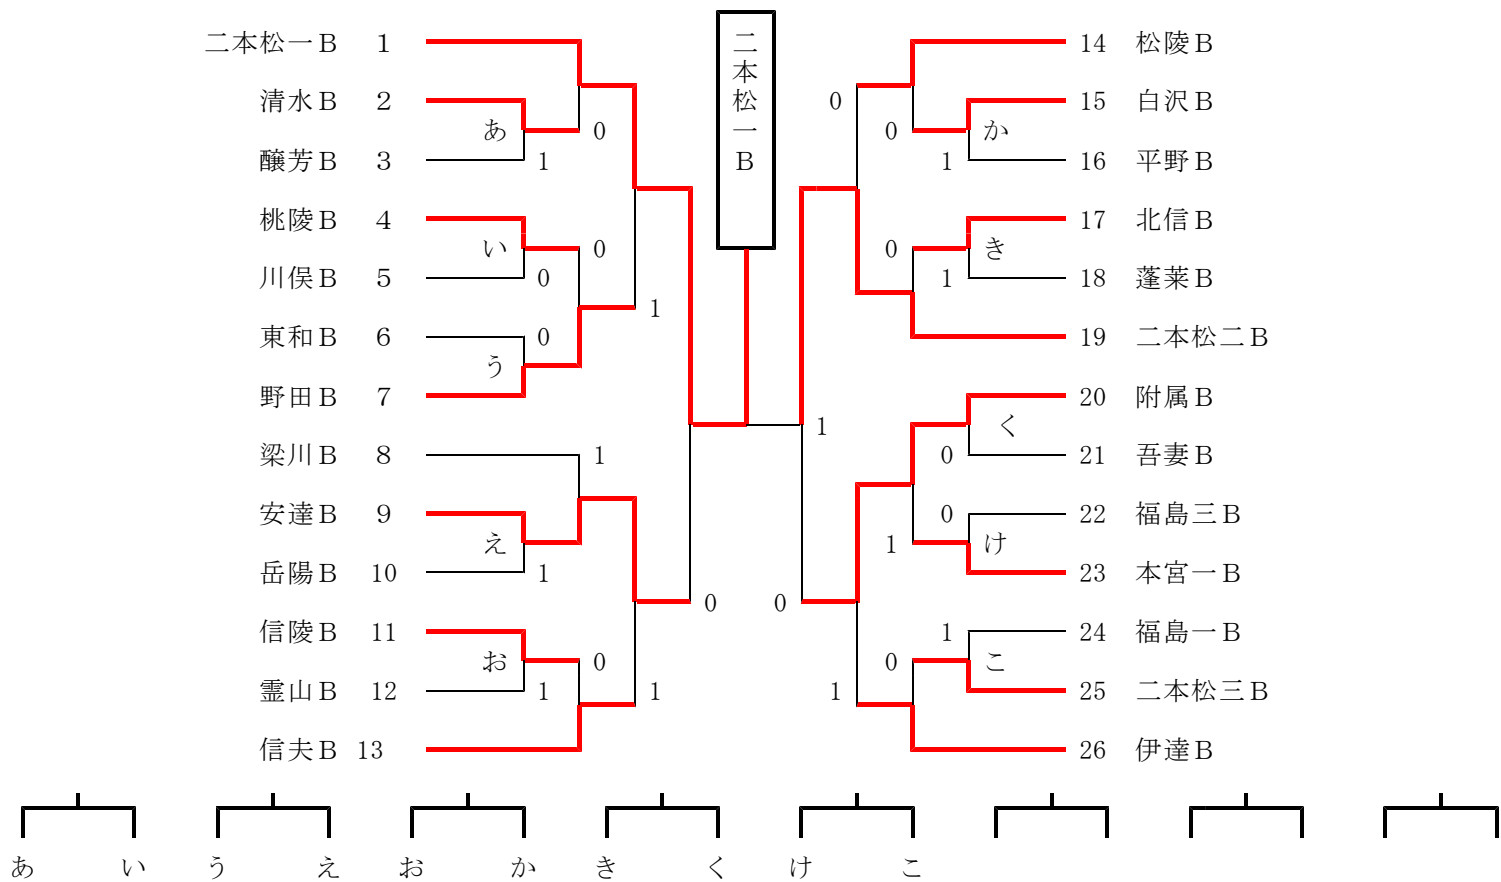 二本松一Ｂ 1
清水Ｂ 2
醸芳Ｂ 3
桃陵Ｂ 4
川俣Ｂ 5
東和Ｂ 6
野田Ｂ 7
梁川Ｂ 8
安達Ｂ 9
岳陽Ｂ 10
信陵Ｂ 11
霊山Ｂ 12
信夫Ｂ 13
あ
い
う
え
お
0
1
0
0
0
1
1
1
0
1
1
0
二本松一Ｂ
1
0
0
0
1
0
1
0
0
1
1
0
1
か
き
く
け
こ
14 松陵Ｂ
15 白沢Ｂ
16 平野Ｂ
17 北信Ｂ
18 蓬莱Ｂ
19 二本松二Ｂ
20 附属Ｂ
21 吾妻Ｂ
22 福島三Ｂ
23 本宮一Ｂ
24 福島一Ｂ
25 二本松三Ｂ
26 伊達Ｂ
あ い う え お か き く け こ